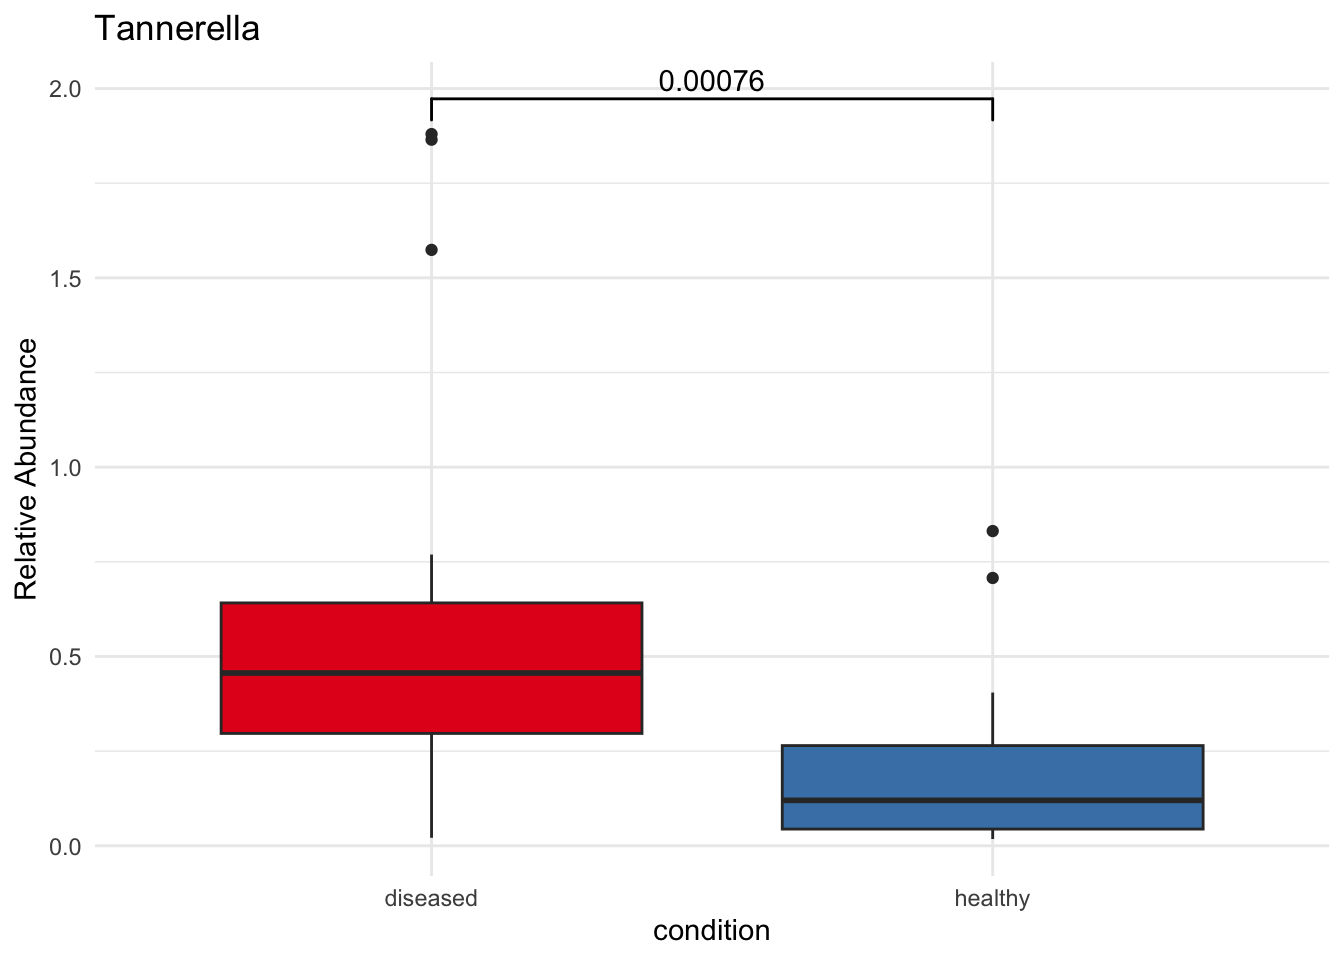 Tannerella
0.00076
2.0
1.5
1.0
0.5
0.0
Relative Abundance
diseased
healthy
condition